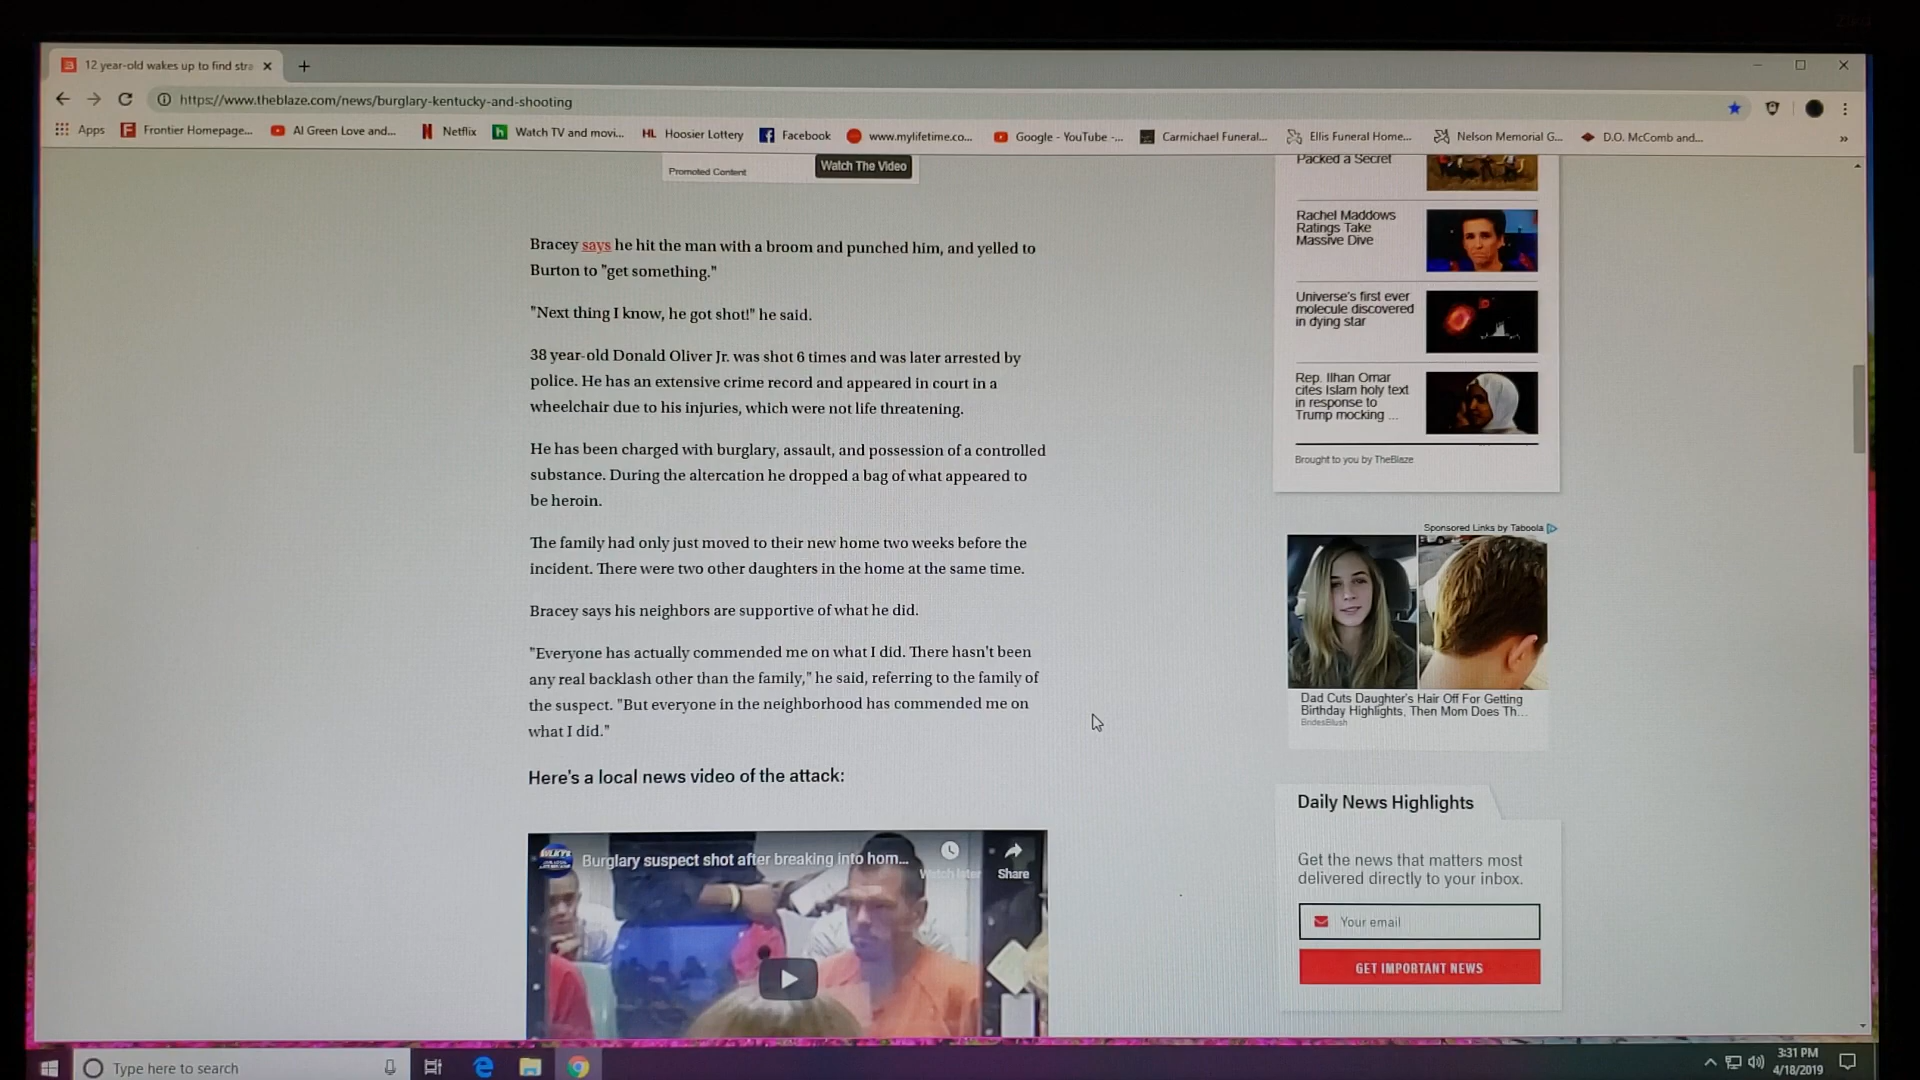 12 year-old wakes up to find stra
https://www.theblaze.com/news/burglary-kentucky-and-shooting
Apps
Frontier Homepage...
Al Green Love and...
Netflix
Watch TV and movi...
HL Hoosier Lottery
Facebook
www.mylifetime.co...
Google - YouTube -...
Carmichael Funeral...
Ellis Funeral Home...
Nelson Memorial G...
D.O. McComb and...
»
Promoted Content
Watch The Video
Bracey says he hit the man with a broom and punched him, and yelled to
Burton to "get something."
"Next thing I know, he got shot!" he said.
38 year-old Donald Oliver Jr. was shot 6 times and was later arrested by
police. He has an extensive crime record and appeared in court in a
wheelchair due to his injuries, which were not life threatening.
He has been charged with burglary, assault, and possession of a controlled
substance. During the altercation he dropped a bag of what appeared to
be heroin.
The family had only just moved to their new home two weeks before the
incident. There were two other daughters in the home at the same time.
Bracey says his neighbors are supportive of what he did.
"Everyone has actually commended me on what I did. There hasn't been
any real backlash other than the family," he said, referring to the family of
the suspect. "But everyone in the neighborhood has commended me on
what I did."
Here's a local news video of the attack:
WLKY
Burglary suspect shot after breaking into hom...
Watch later
Share
Packed a Secret
Rachel Maddows
Ratings Take
Massive Dive
Universe's first ever
molecule discovered
in dying star
Rep. Ilhan Omar
cites Islam holy text
in response to
Trump mocking ...
Brought to you by TheBlaze
Sponsored Links by Taboola
Dad Cuts Daughter's Hair Off For Getting
Birthday Highlights, Then Mom Does Th...
BridesBlush
Daily News Highlights
Get the news that matters most
delivered directly to your inbox.
Your email
GET IMPORTANT NEWS
Type here to search
3:31 PM
4/18/2019